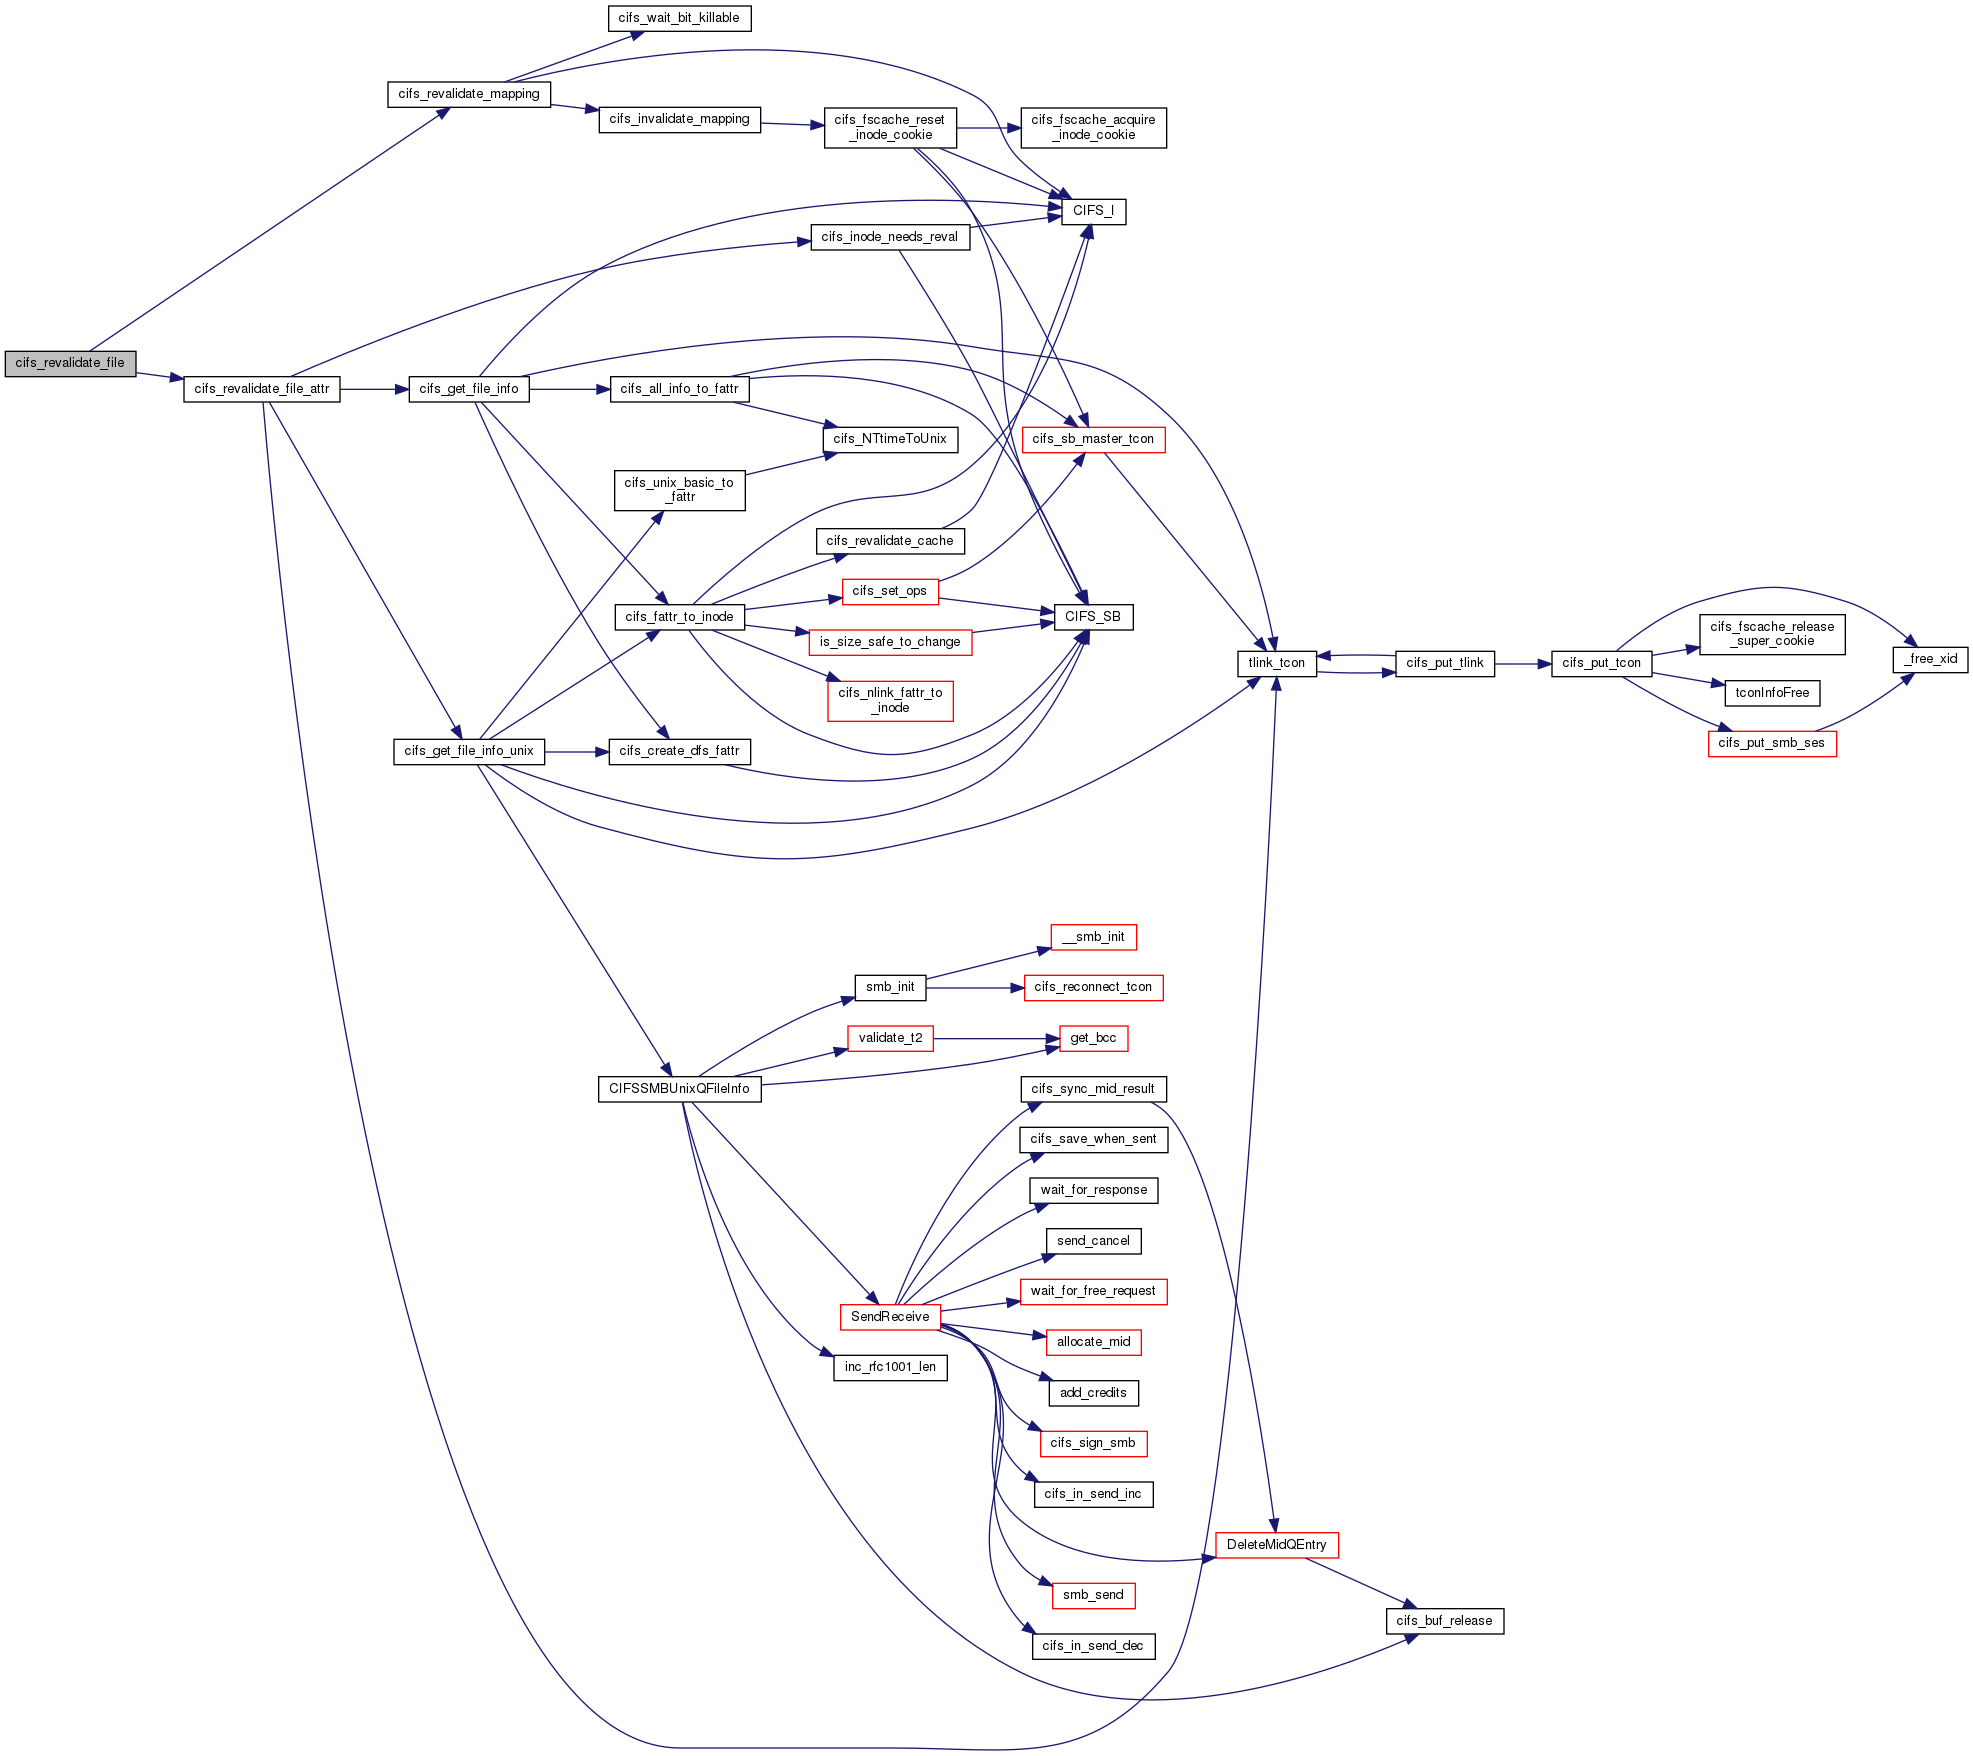 cifs_wait_bit_killable
cifs_revalidate_mapping
cifs_invalidate_mapping
cifs_fscache_reset
_inode_cookie
cifs_fscache_acquire
_inode_cookie
CIFS_I
cifs_inode_needs_reval
cifs_revalidate_file
cifs_revalidate_file_attr
cifs_get_file_info
cifs_all_info_to_fattr
cifs_NTtimeToUnix
cifs_sb_master_tcon
cifs_unix_basic_to
_fattr
cifs_revalidate_cache
cifs_set_ops
cifs_fattr_to_inode
CIFS_SB
is_size_safe_to_change
cifs_nlink_fattr_to
_inode
tlink_tcon
cifs_put_tlink
cifs_put_tcon
cifs_fscache_release
_super_cookie
_free_xid
tconInfoFree
cifs_put_smb_ses
cifs_get_file_info_unix
cifs_create_dfs_fattr
__smb_init
smb_init
cifs_reconnect_tcon
validate_t2
get_bcc
CIFSSMBUnixQFileInfo
cifs_sync_mid_result
cifs_save_when_sent
wait_for_response
send_cancel
wait_for_free_request
SendReceive
allocate_mid
inc_rfc1001_len
add_credits
cifs_sign_smb
cifs_in_send_inc
DeleteMidQEntry
smb_send
cifs_buf_release
cifs_in_send_dec